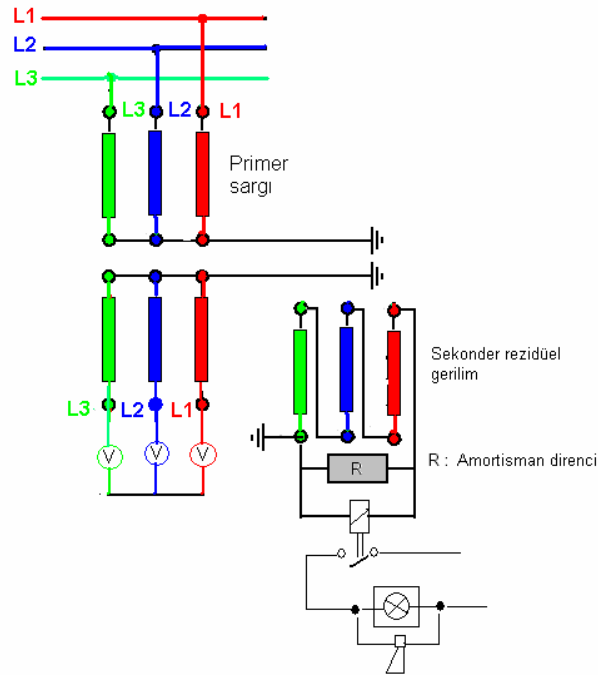 L1
L2
L3
L3 L2 L1
Primer
sargı
L3 L2 L1
V V V
Sekonder rezidüel
gerilim
R
R : Amortisman direnci